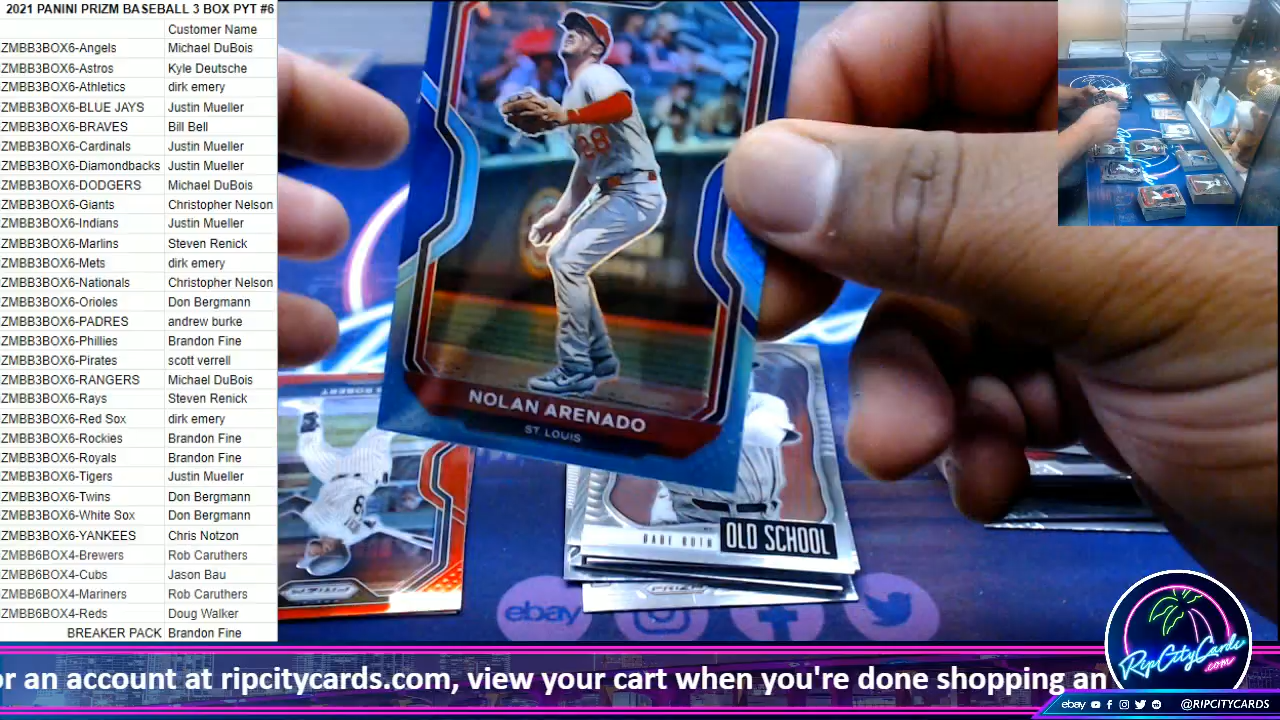 2021 PANINI PRIZM BASEBALL 3 BOX PYT #6
Customer Name
ZMBB3BOX6-Angels Michael DuBois
ZMBB3BOX6-Astros Kyle Deutsche
ZMBB3BOX6-Athletics dirk emery
ZMBB3BOX6-BLUE JAYS Justin Mueller
ZMBB3BOX6-BRAVES Bill Bell
ZMBB3BOX6-Cardinals Justin Mueller
ZMBB3BOX6-Diamondbacks Justin Mueller
ZMBB3BOX6-DODGERS Michael DuBois
ZMBB3BOX6-Giants Christopher Nelson
ZMBB3BOX6-Indians Justin Mueller
ZMBB3BOX6-Marlins Steven Renick
ZMBB3BOX6-Mets dirk emery
ZMBB3BOX6-Nationals Christopher Nelson
ZMBB3BOX6-Orioles Don Bergmann
ZMBB3BOX6-PADRES andrew burke
ZMBB3BOX6-Phillies Brandon Fine
ZMBB3BOX6-Pirates scott verrell
ZMBB3BOX6-RANGERS Michael DuBois
ZMBB3BOX6-Rays Steven Renick
ZMBB3BOX6-Red Sox dirk emery
ZMBB3BOX6-Rockies Brandon Fine
ZMBB3BOX6-Royals Brandon Fine
ZMBB3BOX6-Tigers Justin Mueller
ZMBB3BOX6-Twins Don Bergmann
ZMBB3BOX6-White Sox Don Bergmann
ZMBB3BOX6-YANKEES Chris Notzon
ZMBB6BOX4-Brewers Rob Caruthers
ZMBB6BOX4-Cubs Jason Bau
ZMBB6BOX4-Mariners Rob Caruthers
ZMBB6BOX4-Reds Doug Walker
BREAKER PACK Brandon Fine
28
NOLAN ARENADO
ST. LOUIS
ROBERT
BABE RUTH OLD SCHOOL
PRIZM
PRIZM
ebay
RipCityCards
.com
or an account at ripcitycards.com, view your cart when you're done shopping an
ebay @RIPCITYCARDS